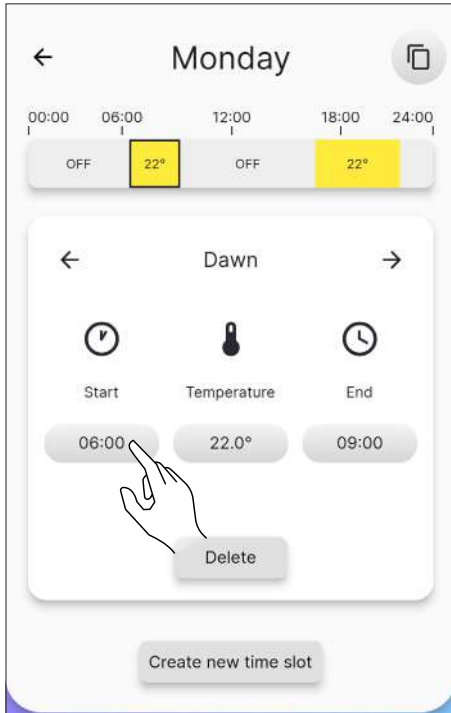 Monday
00:00 06:00 12:00 18:00 24:00
OFF 22° OFF 22°
Dawn
Start Temperature End
06:00 22.0° 09:00
Delete
Create new time slot